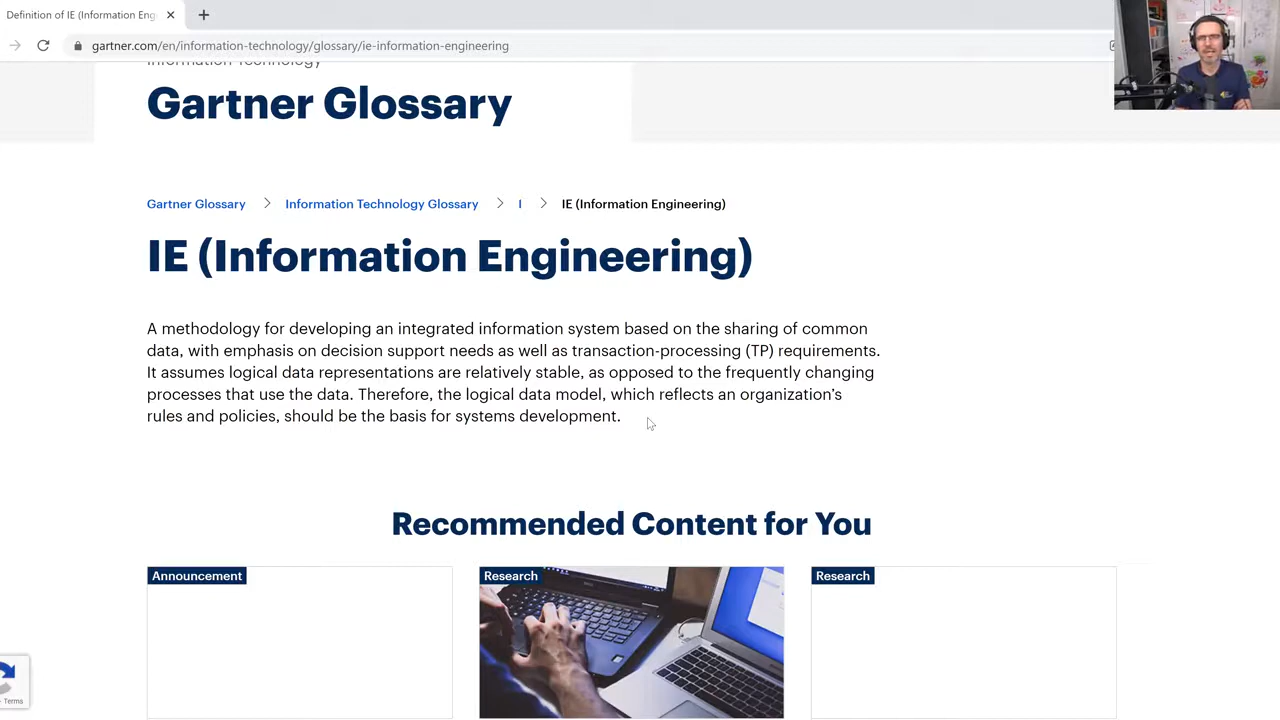 Definition of IE (Information Eng
gartner.com/en/information-technology/glossary/ie-information-engineering
Information Technology
Gartner Glossary
Gartner Glossary > Information Technology Glossary > I > IE (Information Engineering)
IE (Information Engineering)
A methodology for developing an integrated information system based on the sharing of common
data, with emphasis on decision support needs as well as transaction-processing (TP) requirements.
It assumes logical data representations are relatively stable, as opposed to the frequently changing
processes that use the data. Therefore, the logical data model, which reflects an organization’s
rules and policies, should be the basis for systems development.
Recommended Content for You
Announcement
Research
Research
Terms